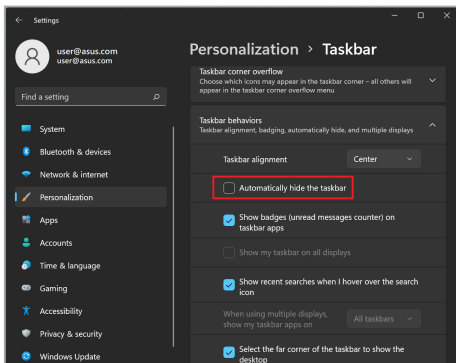 Settings
user@asus.com
user@asus.com
Find a setting
System
Bluetooth & devices
Network & internet
Personalization
Apps
Accounts
Time & language
Gaming
Accessibility
Privacy & security
Windows Update
Personalization > Taskbar
Taskbar corner overflow
Choose which icons may appear in the taskbar corner – all others will
appear in the taskbar corner overflow menu
Taskbar behaviors
Taskbar alignment, badging, automatically hide, and multiple displays
Taskbar alignment
Center
Automatically hide the taskbar
Show badges (unread messages counter) on
taskbar apps
Show my taskbar on all displays
Show recent searches when I hover over the search
icon
When using multiple displays,
show my taskbar apps on
All taskbars
Select the far corner of the taskbar to show the
desktop